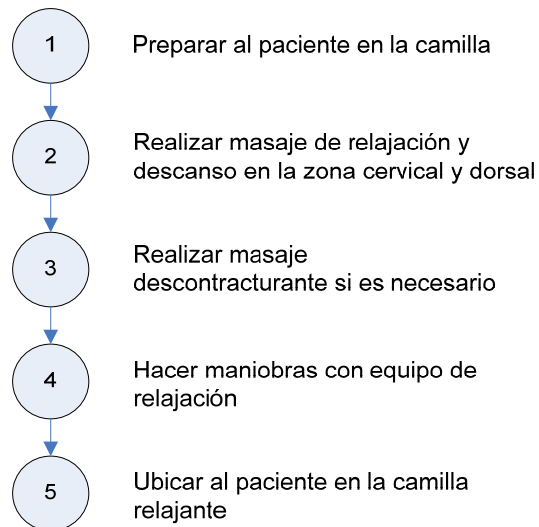 1
Preparar al paciente en la camilla
2
Realizar masaje de relajación y
descanso en la zona cervical y dorsal
3
Realizar masaje
descontracturante si es necesario
4
Hacer maniobras con equipo de
relajación
5
Ubicar al paciente en la camilla
relajante